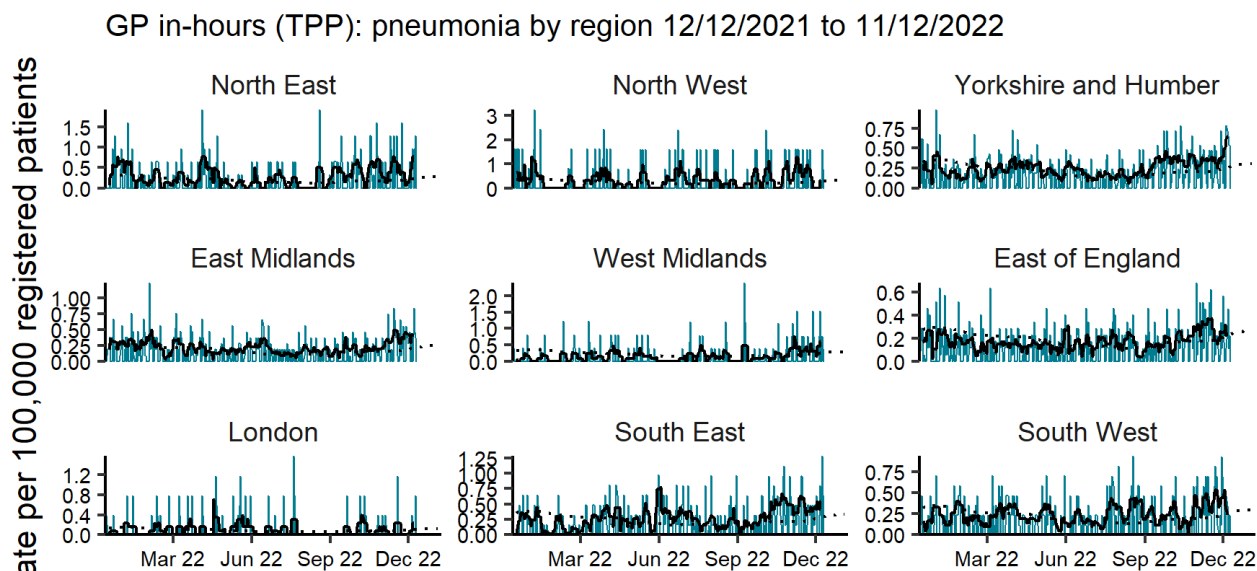 GP in-hours (TPP): pneumonia by region 12/12/2021 to 11/12/2022
ate per 100,000 registered patients
North East
1.5
1.0
0.5
0.0
North West
3
2
1
0
Yorkshire and Humber
0.75
0.50
0.25
0.00
East Midlands
1.00
0.75
0.50
0.25
0.00
West Midlands
2.0
1.5
1.0
0.5
0.0
East of England
0.6
0.4
0.2
0.0
London
1.2
0.8
0.4
0.0
South East
1.25
1.00
0.75
0.50
0.25
0.00
South West
0.75
0.50
0.25
0.00
Mar 22 Jun 22 Sep 22 Dec 22
Mar 22 Jun 22 Sep 22 Dec 22
Mar 22 Jun 22 Sep 22 Dec 22